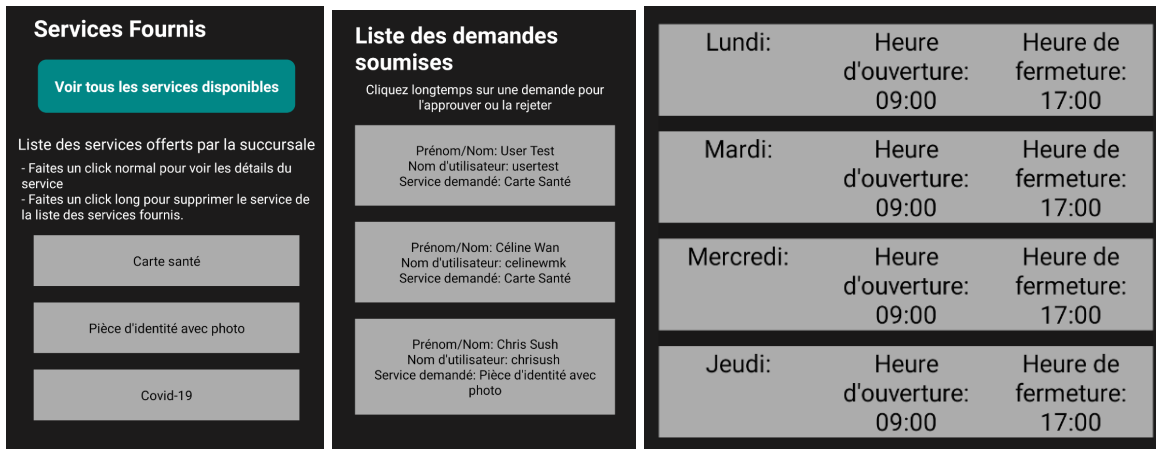 Services Fournis
Voir tous les services disponibles
Liste des services offerts par la succursale
- Faites un click normal pour voir les détails du
service
- Faites un click long pour supprimer le service de
la liste des services fournis.
Carte santé
Pièce d'identité avec photo
Covid-19
Liste des demandes
soumises
Cliquez longtemps sur une demande pour
l'approuver ou la rejeter
Prénom/Nom: User Test
Nom d'utilisateur: usertest
Service demandé: Carte Santé
Prénom/Nom: Céline Wan
Nom d'utilisateur: celinewmk
Service demandé: Carte Santé
Prénom/Nom: Chris Sush
Nom d'utilisateur: chrisush
Service demandé: Pièce d'identité avec
photo
Lundi: Heure Heure de
d'ouverture: fermeture:
09:00 17:00
Mardi: Heure Heure de
d'ouverture: fermeture:
09:00 17:00
Mercredi: Heure Heure de
d'ouverture: fermeture:
09:00 17:00
Jeudi: Heure Heure de
d'ouverture: fermeture:
09:00 17:00